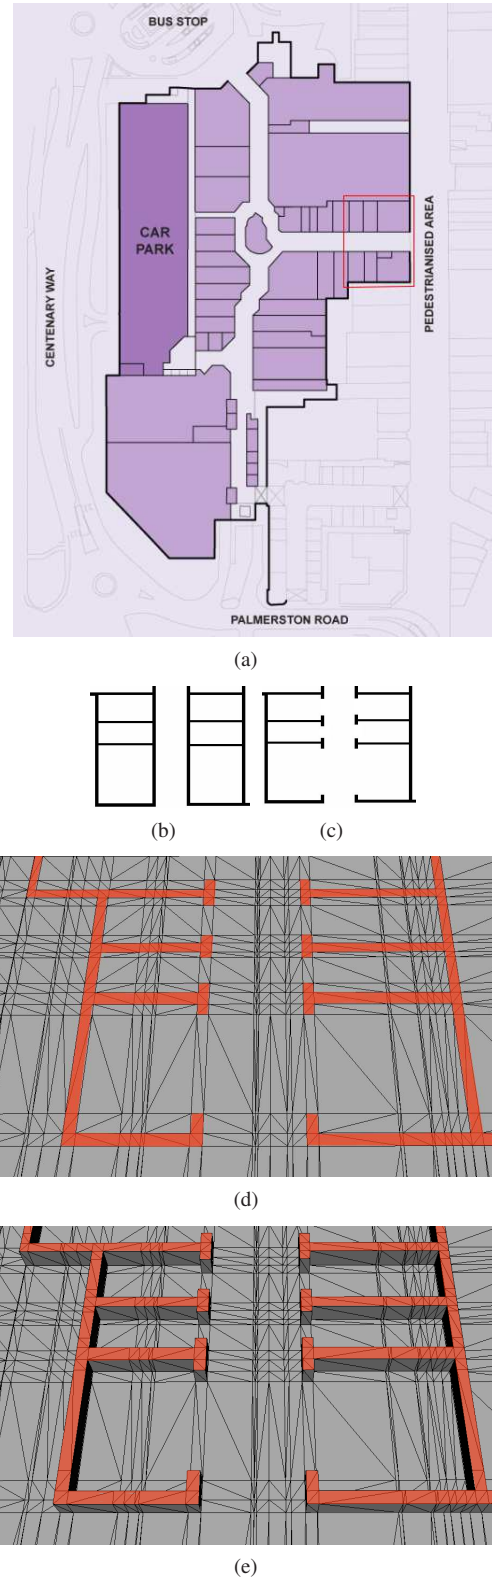 BUS STOP
CAR
PARK
CENTENARY WAY
PEDESTRIANISED AREA
PALMERSTON ROAD
(a)
(b)
(c)
(d)
(e)